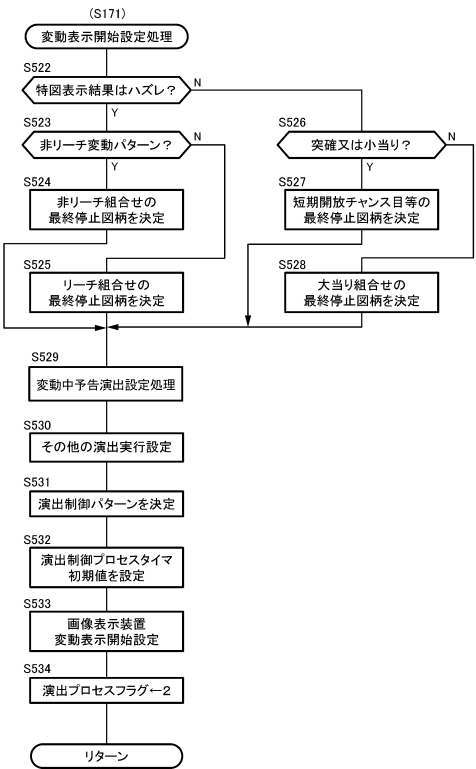 (S171)
変動表示開始設定処理
S522
特図表示結果はハズレ?
N
Y
S523
非リーチ変動パターン?
N
Y
S526
突確又は小当り?
N
Y
S524
非リーチ組合せの
最終停止図柄を決定
S527
短期開放チャンス目等の
最終停止図柄を決定
S525
リーチ組合せの
最終停止図柄を決定
S528
大当り組合せの
最終停止図柄を決定
S529
変動中予告演出設定処理
S530
その他の演出実行設定
S531
演出制御パターンを決定
S532
演出制御プロセスタイマ
初期値を設定
S533
画像表示装置
変動表示開始設定
S534
演出プロセスフラグ←2
リターン